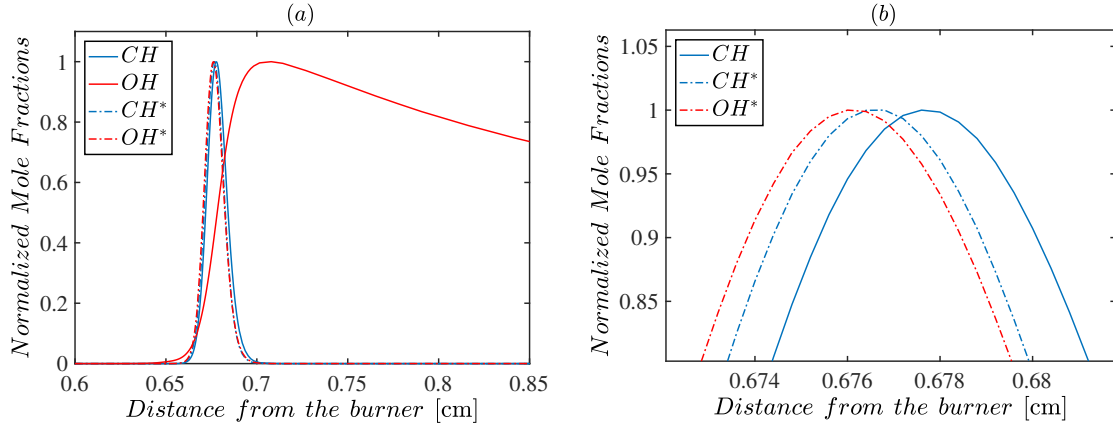 (a)
Normalized Mole Fractions
1
0.8
0.6
0.4
0.2
0
CH
OH
CH*
OH*
0.6
0.65
0.7
0.75
0.8
0.85
Distance from the burner [cm]
(b)
Normalized Mole Fractions
1.05
1
0.95
0.9
0.85
CH
CH*
OH*
0.674
0.676
0.678
0.68
Distance from the burner [cm]